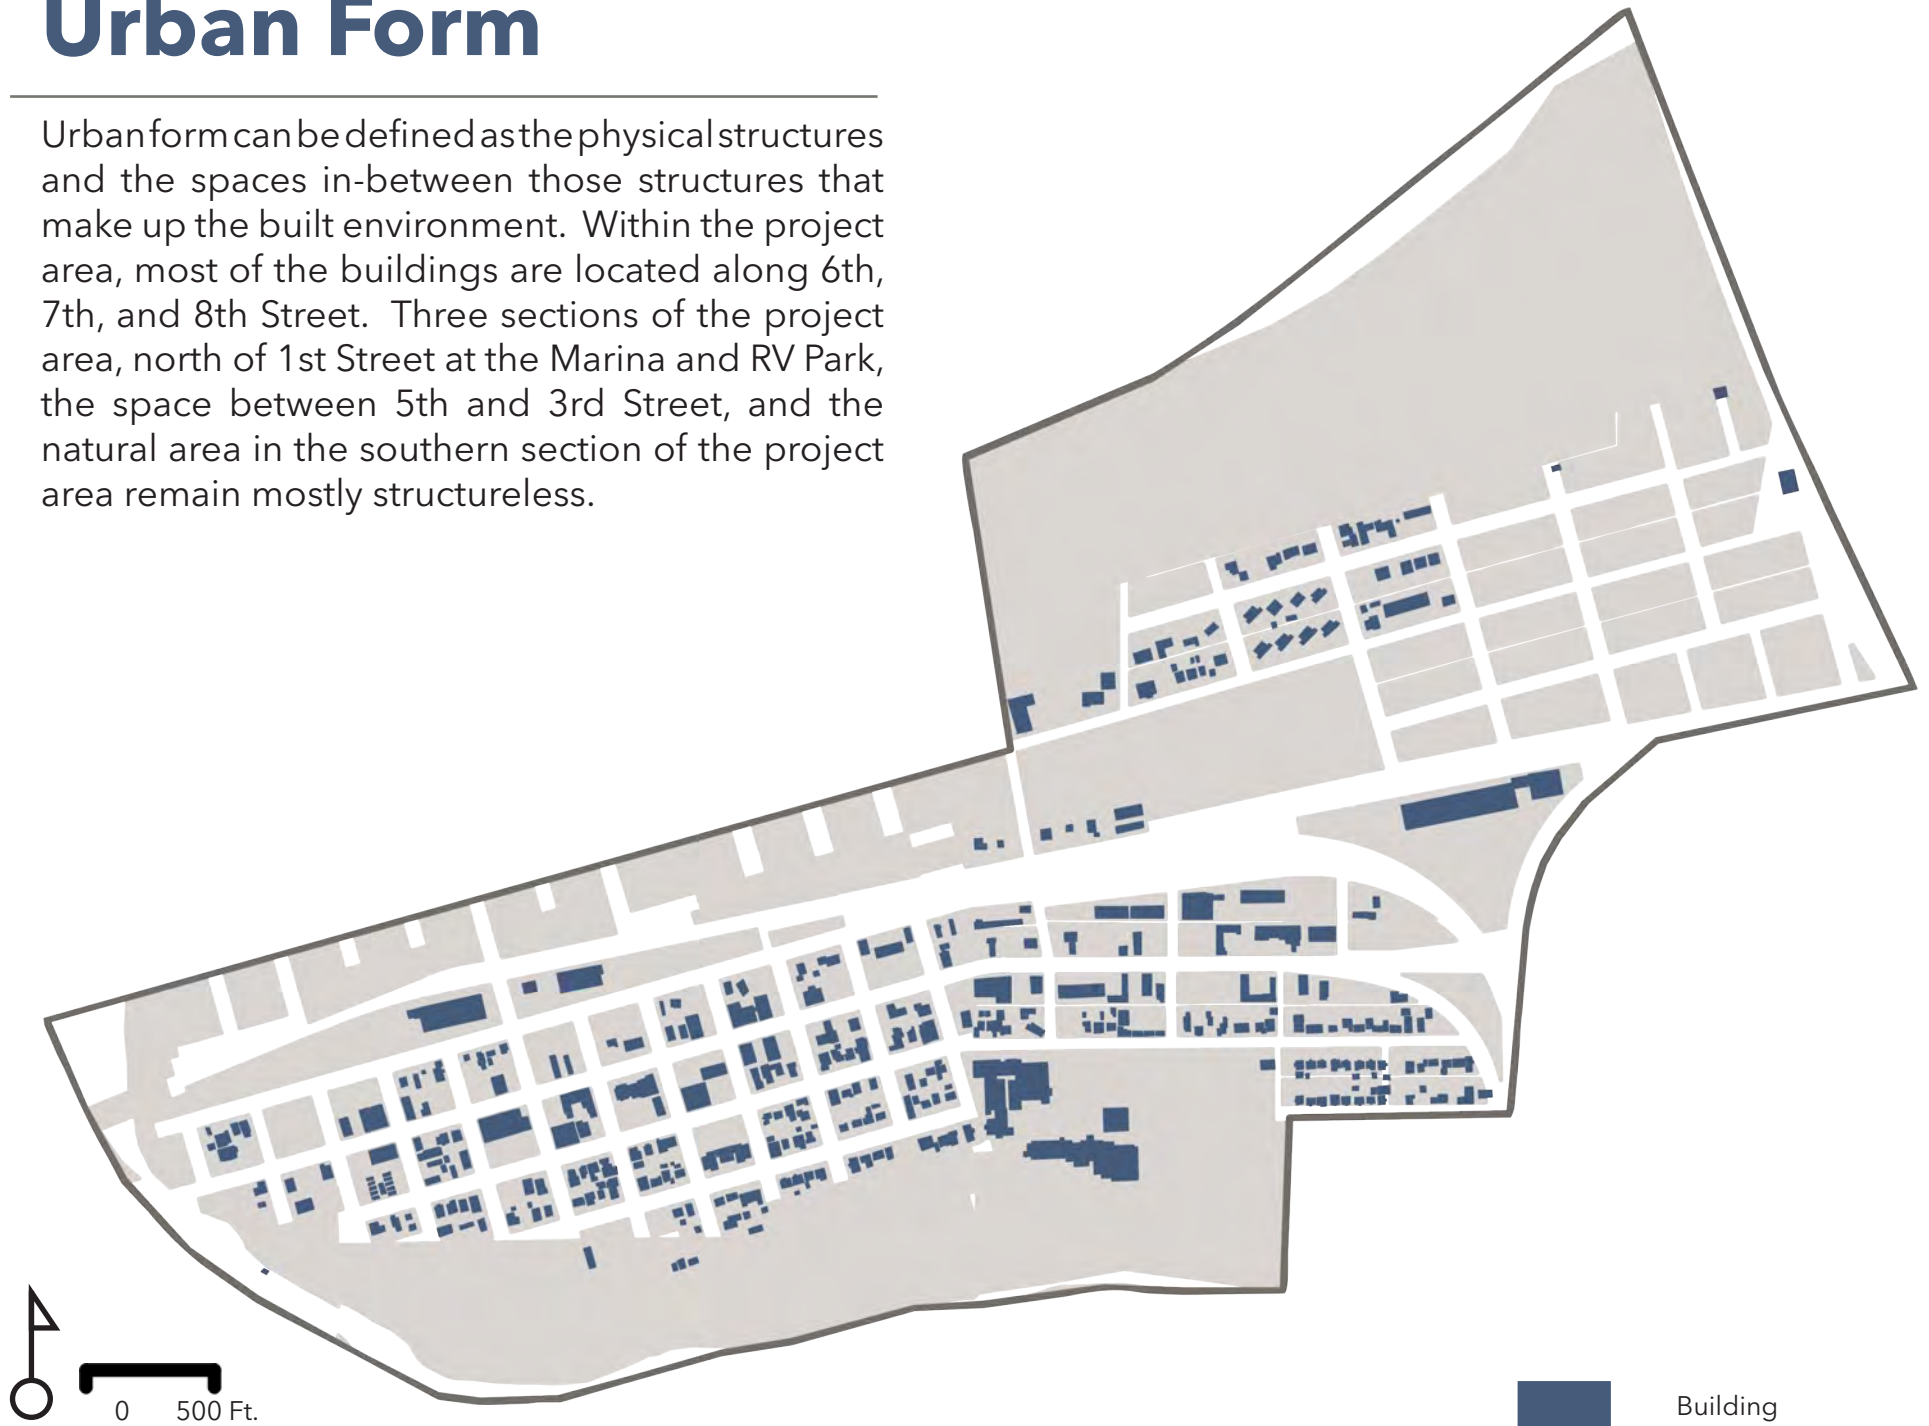 Urban Form
Urban form can be defined as the physical structures
and the spaces in-between those structures that
make up the built environment. Within the project
area, most of the buildings are located along 6th,
7th, and 8th Street. Three sections of the project
area, north of 1st Street at the Marina and RV Park,
the space between 5th and 3rd Street, and the
natural area in the southern section of the project
area remain mostly structureless.
0 500 Ft.
Building